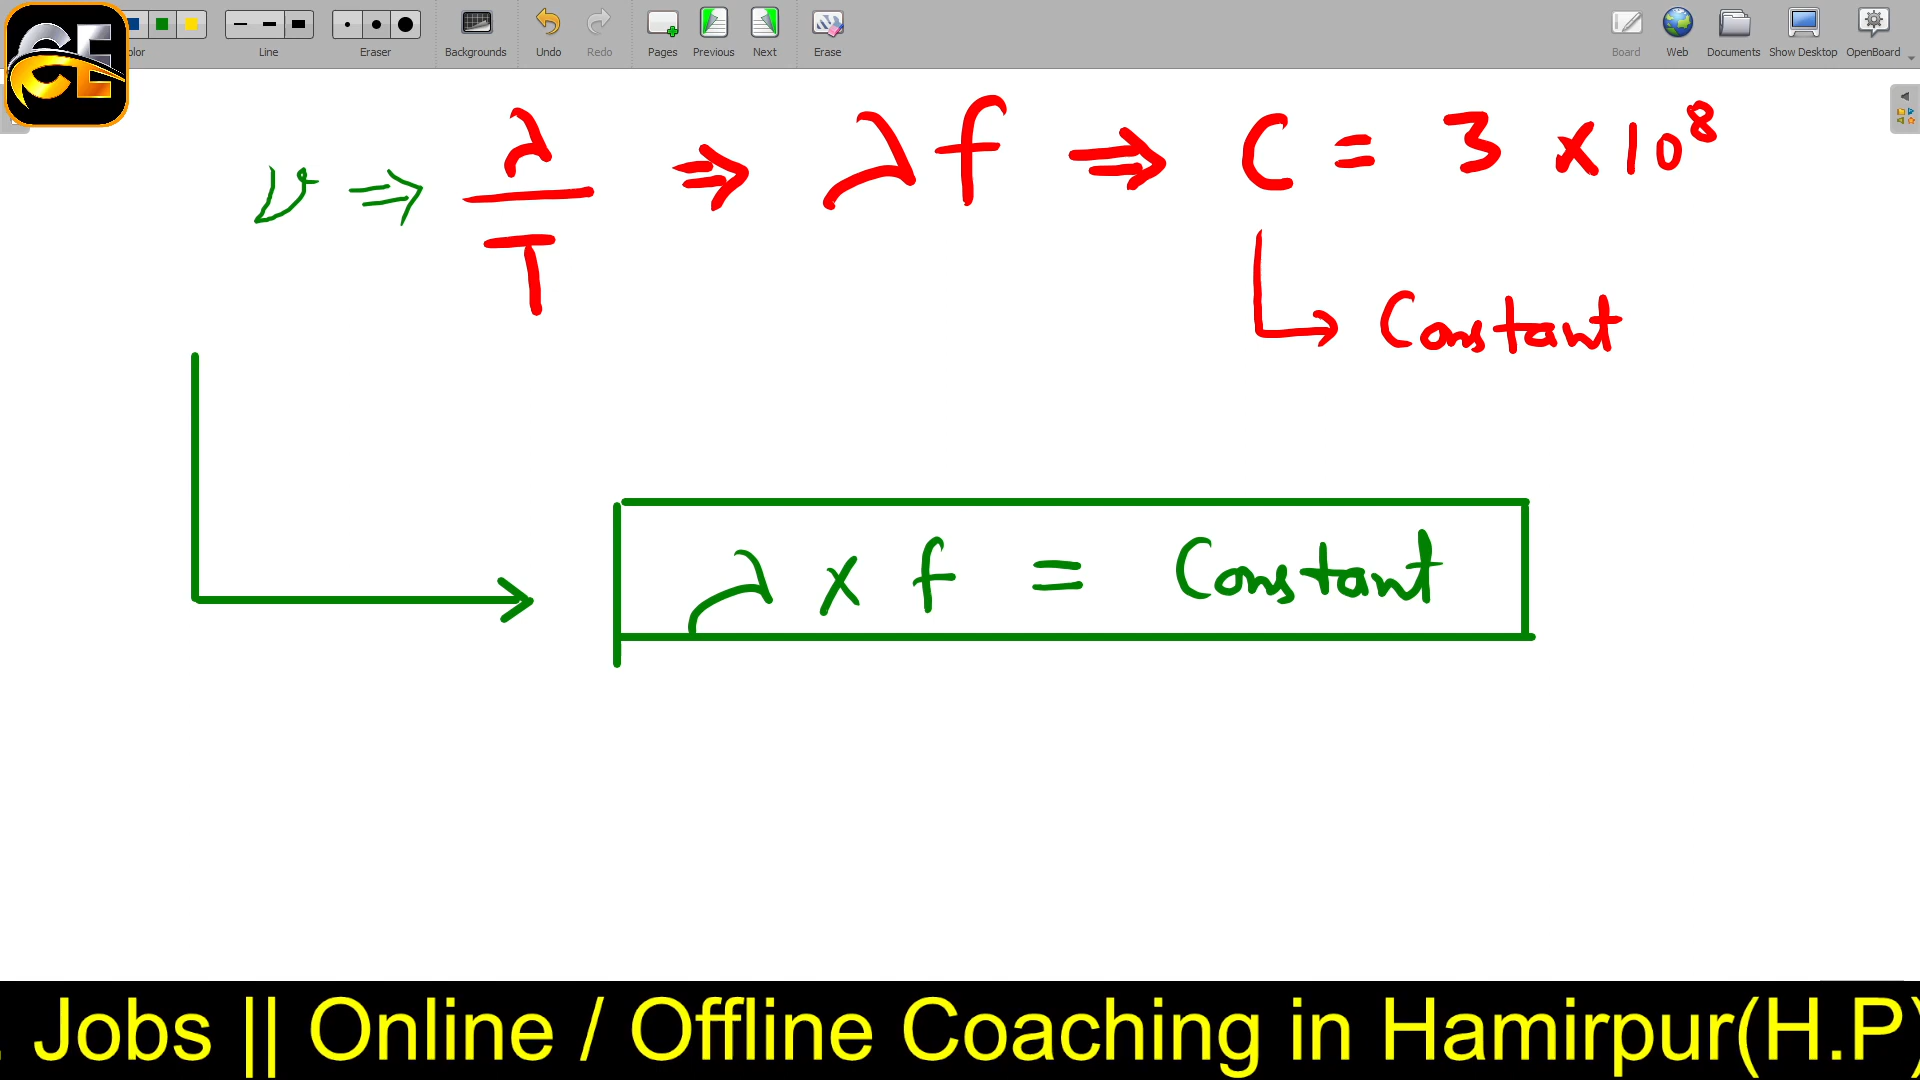 CE
Color
Line
Eraser
Backgrounds
Undo
Redo
Pages
Previous
Next
Erase
Board
Web
Documents
Show Desktop
OpenBoard
v ⇒ λ/T ⇒ λf ⇒ C = 3 × 10⁸
Constant
λ × f = Constant
. Jobs || Online / Offline Coaching in Hamirpur(H.P)